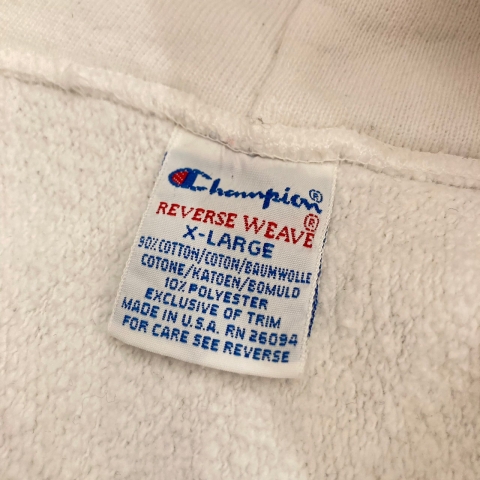 Champion®
REVERSE WEAVE®
X-LARGE
90% COTTON/COTON/BAUMWOLLE
COTONE/KATOEN/BOMULD
10% POLYESTER
EXCLUSIVE OF TRIM
MADE IN U.S.A. RN 26094
FOR CARE SEE REVERSE